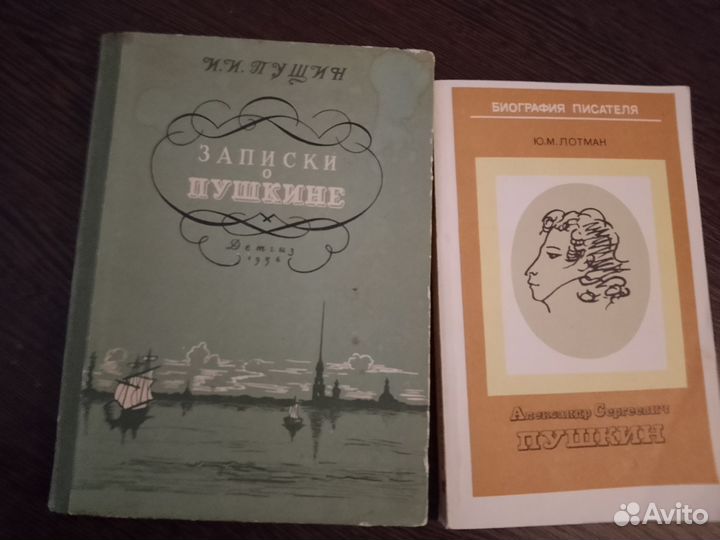 И.И. ПУЩИН
ЗАПИСКИ
О
ПУШКИНЕ
Детгиз
1956
БИОГРАФИЯ ПИСАТЕЛЯ
Ю.М. ЛОТМАН
Александр Сергеевич
ПУШКИН
Avito